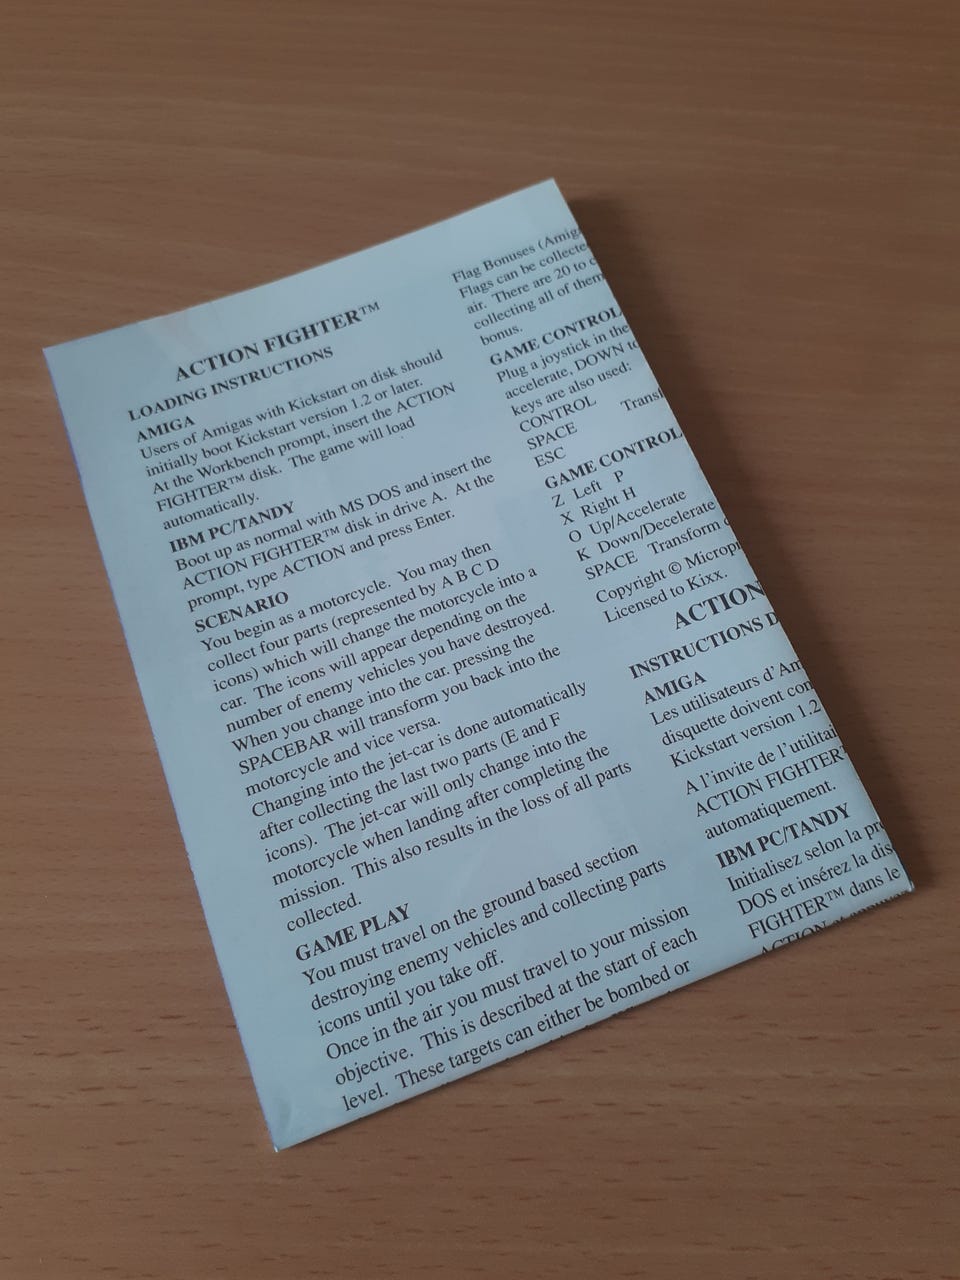 ACTION FIGHTER™
LOADING INSTRUCTIONS
AMIGA
Users of Amigas with Kickstart on disk should
initially boot Kickstart version 1.2 or later.
At the Workbench prompt, insert the ACTION
FIGHTER™ disk. The game will load
automatically.
IBM PC/TANDY
Boot up as normal with MS DOS and insert the
ACTION FIGHTER™ disk in drive A. At the
prompt, type ACTION and press Enter.
SCENARIO
You begin as a motorcycle. You may then
collect four parts (represented by A B C D
icons) which will change the motorcycle into a
car. The icons will appear depending on the
number of enemy vehicles you have destroyed.
When you change into the car. pressing the
SPACEBAR will transform you back into the
motorcycle and vice versa.
Changing into the jet-car is done automatically
after collecting the last two parts (E and F
icons). The jet-car will only change into the
motorcycle when landing after completing the
mission. This also results in the loss of all parts
collected.
GAME PLAY
You must travel on the ground based section
destroying enemy vehicles and collecting parts
icons until you take off.
Once in the air you must travel to your mission
objective. This is described at the start of each
level. These targets can either be bombed or
Flag Bonuses (Amig
Flags can be collecte
air. There are 20 to c
collecting all of them
bonus.
GAME CONTROL
Plug a joystick in the
accelerate, DOWN to
keys are also used:
CONTROL
SPACE Transl
ESC
GAME CONTROL
Z Left P
X Right H
O Up/Accelerate
K Down/Decelerate
SPACE Transform
Copyright © Microp
Licensed to Kixx.
ACTION
INSTRUCTIONS D
AMIGA
Les utilisateurs d'Am
disquette doivent con
Kickstart version 1.2
A l'invite de l'utilitai
ACTION FIGHTER
automatiquement.
IBM PC/TANDY
Initialisez selon la pr
DOS et insérez la dis
FIGHTER™ dans le
ACTION et